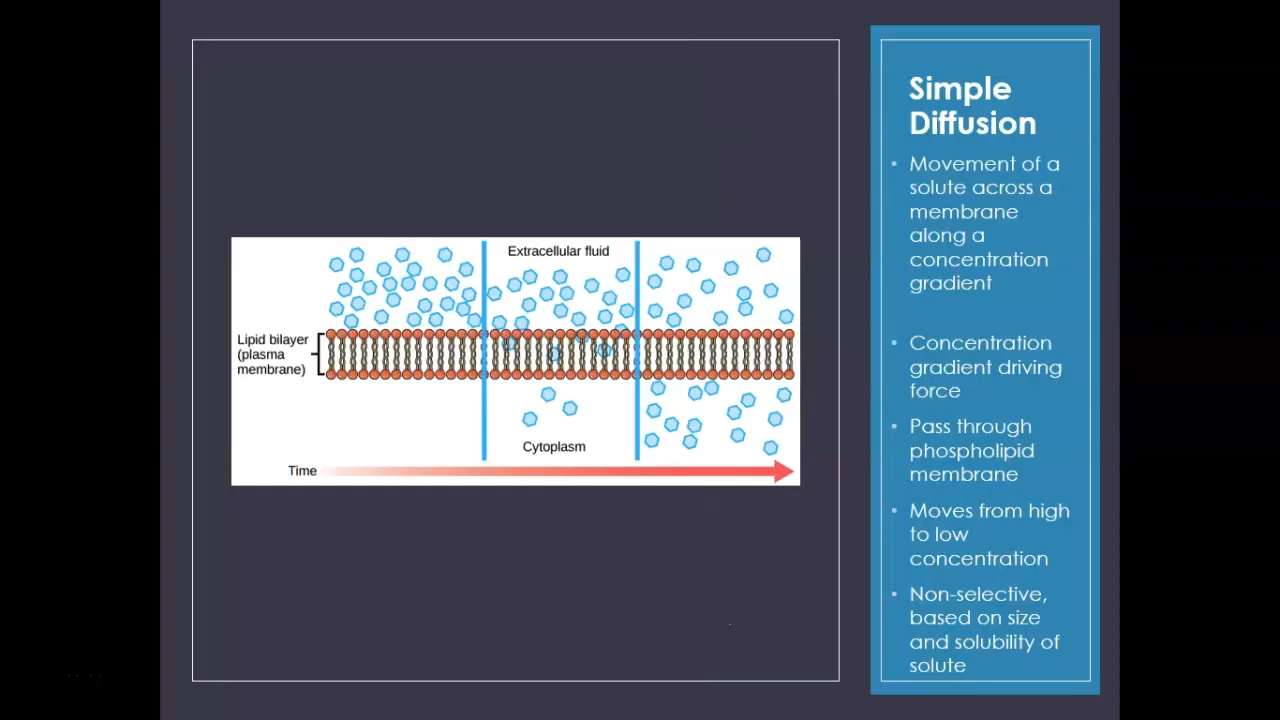 Extracellular fluid
Lipid bilayer
(plasma
membrane)
Cytoplasm
Time
Simple
Diffusion
• Movement of a
solute across a
membrane
along a
concentration
gradient
• Concentration
gradient driving
force
• Pass through
phospholipid
membrane
• Moves from high
to low
concentration
• Non-selective,
based on size
and solubility of
solute